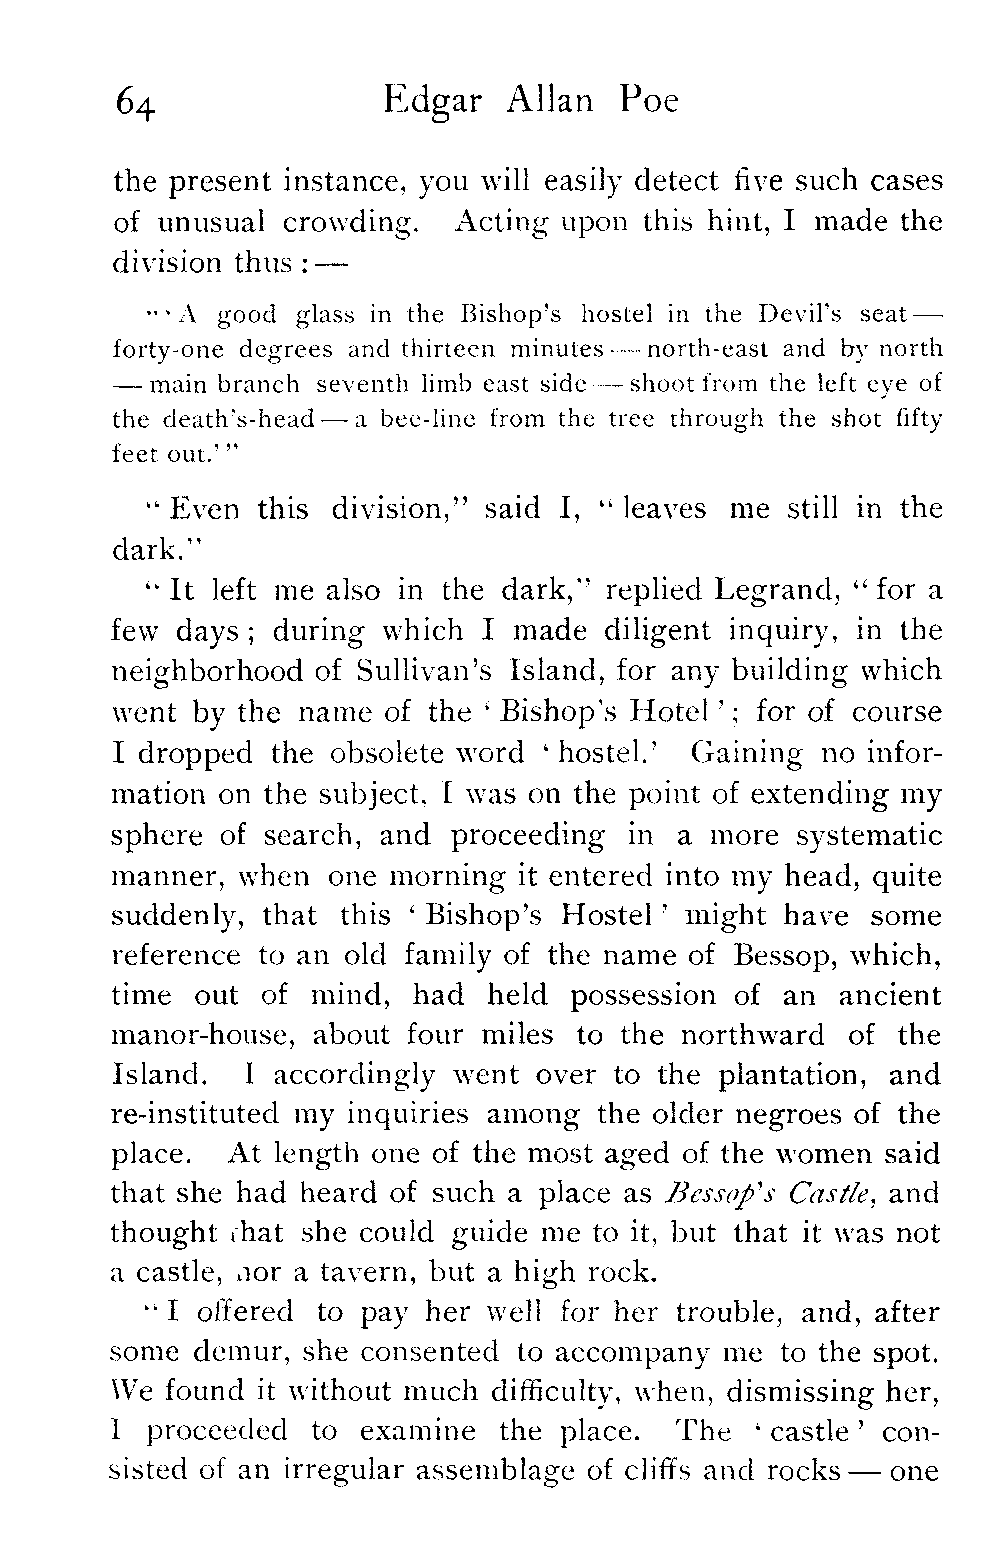 64 Edgar Allan Poe
the present instance, you will easily detect five such cases
of unusual crowding. Acting upon this hint, I made the
division thus : —
"' A good glass in the Bishop's hostel in the Devil's seat —
forty-one degrees and thirteen minutes — north-east and by north
— main branch seventh limb east side — shoot from the left eye of
the death's-head — a bee-line from the tree through the shot fifty
feet out.' "
" Even this division," said I, " leaves me still in the
dark."
" It left me also in the dark," replied Legrand, " for a
few days ; during which I made diligent inquiry, in the
neighborhood of Sullivan's Island, for any building which
went by the name of the ' Bishop's Hotel ' ; for of course
I dropped the obsolete word ' hostel.' Gaining no infor-
mation on the subject, I was on the point of extending my
sphere of search, and proceeding in a more systematic
manner, when one morning it entered into my head, quite
suddenly, that this ' Bishop's Hostel ' might have some
reference to an old family of the name of Bessop, which,
time out of mind, had held possession of an ancient
manor-house, about four miles to the northward of the
Island. I accordingly went over to the plantation, and
re-instituted my inquiries among the older negroes of the
place. At length one of the most aged of the women said
that she had heard of such a place as Bessop's Castle, and
thought that she could guide me to it, but that it was not
a castle, nor a tavern, but a high rock.
" I offered to pay her well for her trouble, and, after
some demur, she consented to accompany me to the spot.
We found it without much difficulty, when, dismissing her,
I proceeded to examine the place. The ' castle ' con-
sisted of an irregular assemblage of cliffs and rocks — one